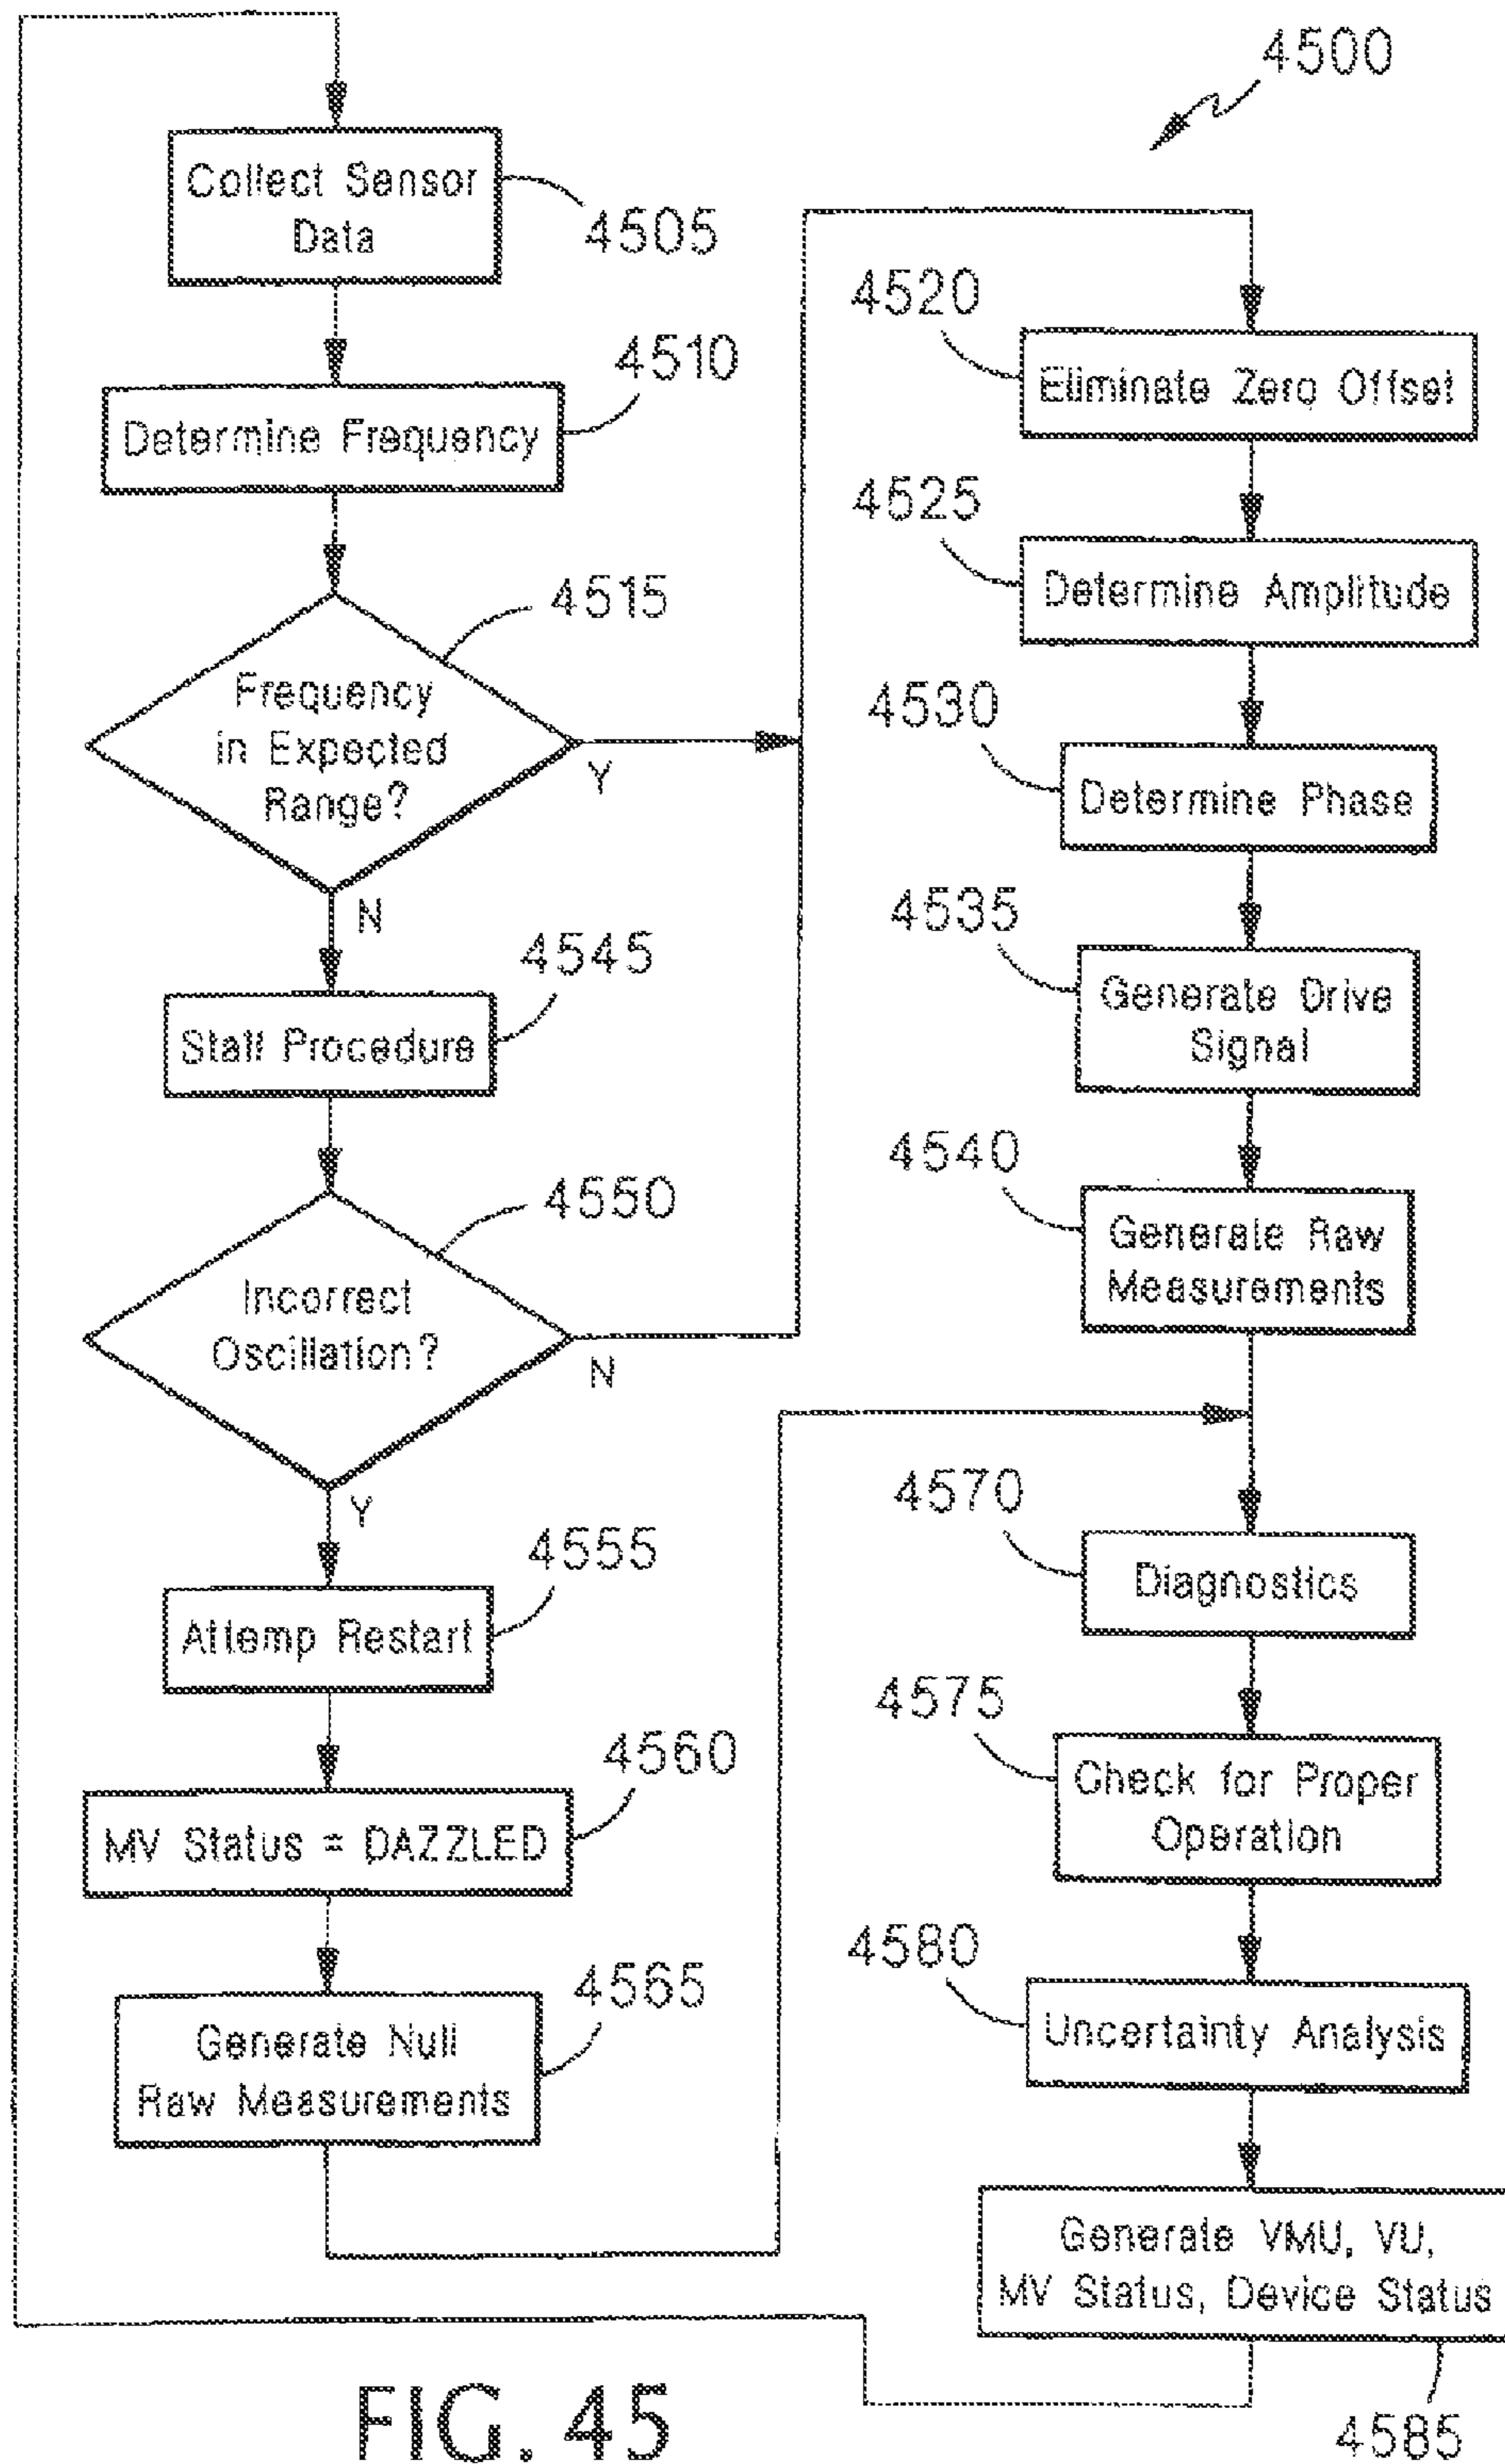 4500
Collect Sensor
Data
4505
Determine Frequency
4510
Frequency
in Expected
Range?
4515
Y
N
Stall Procedure
4545
Incorrect
Oscillation?
4550
N
Y
Attemp Restart
4555
MV Status = DAZZLED
4560
Generate Null
Raw Measurements
4565
4520
Eliminate Zero Offset
4525
Determine Amplitude
4530
Determine Phase
4535
Generate Drive
Signal
4540
Generate Raw
Measurements
4570
Diagnostics
4575
Check for Proper
Operation
4580
Uncertainty Analysis
Generate VMU, VU,
MV Status, Device Status
4585
FIG. 45